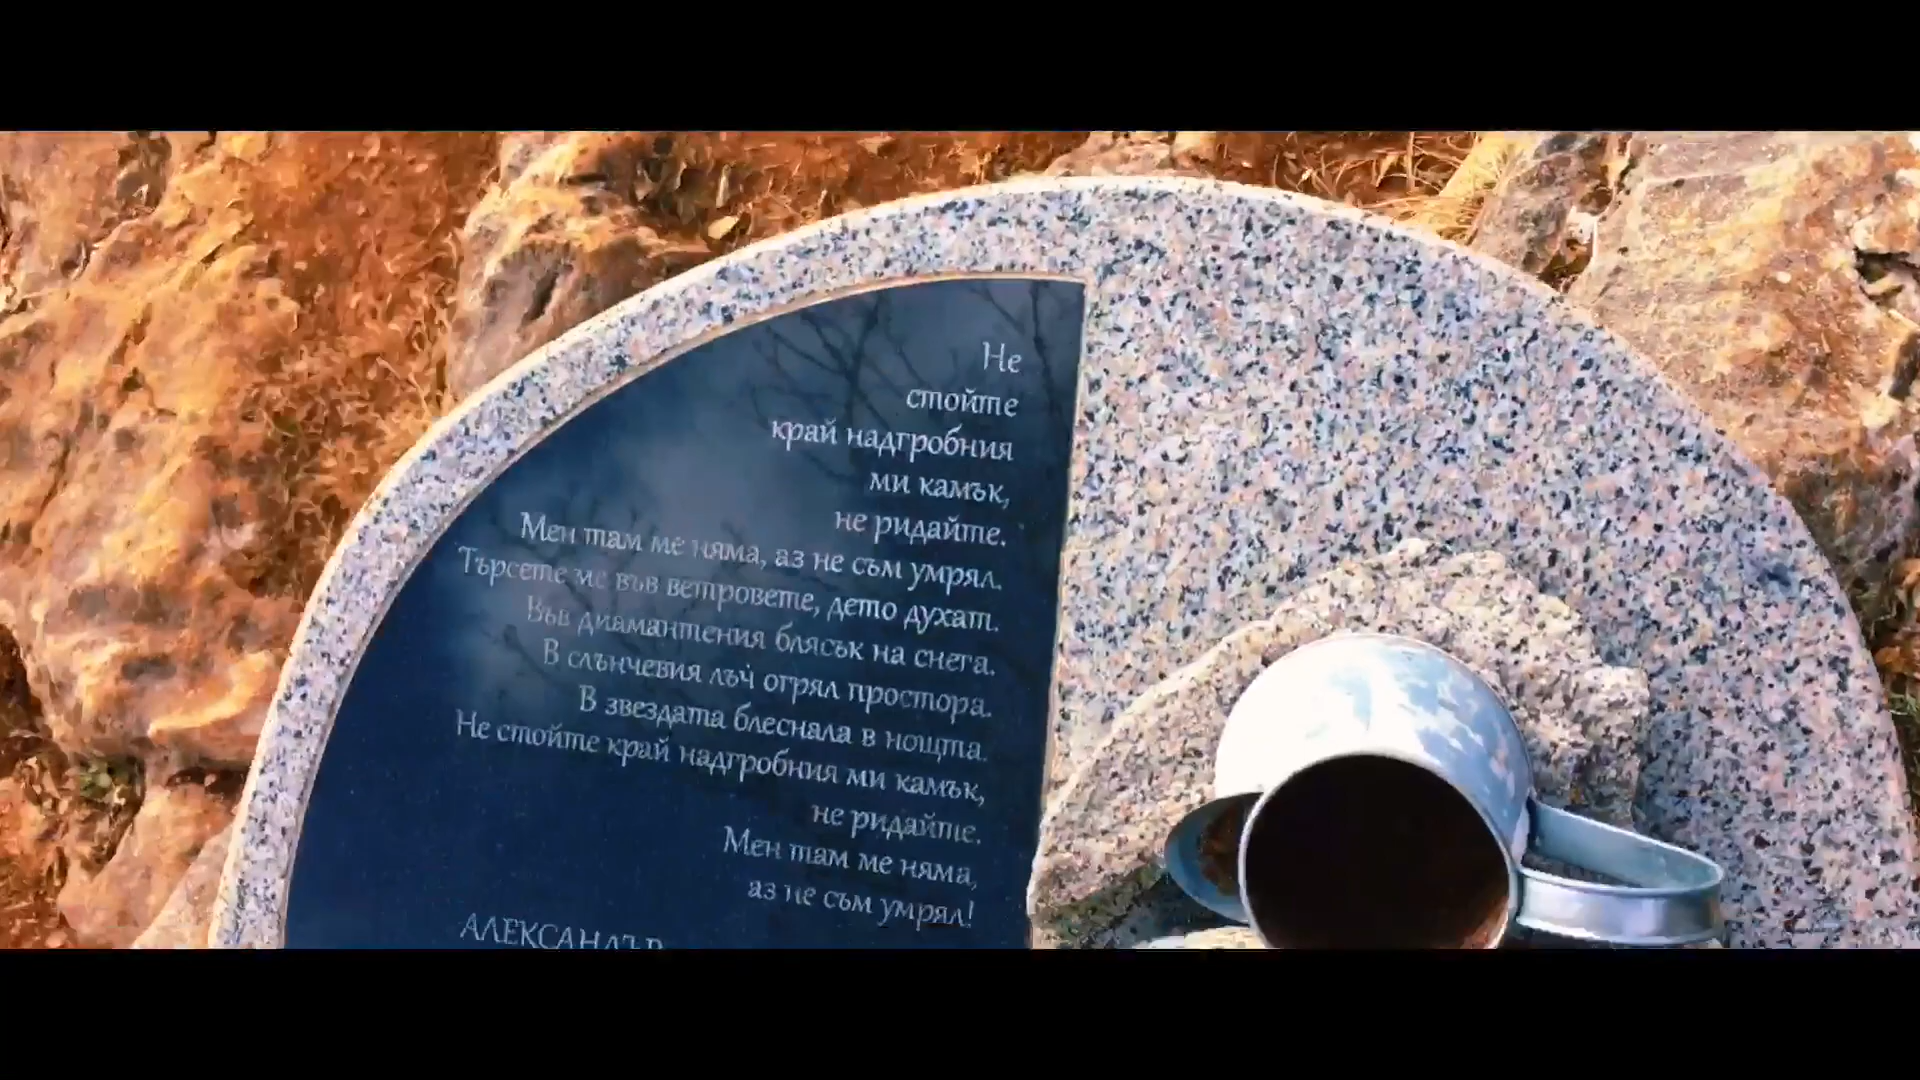 Не
стойте
край надгробния
ми камък,
не ридайте.
Мен там ме няма, аз не съм умрял.
Търсете ме във ветровете, дето духат.
Във диамантения блясък на снега.
В слънчевия лъч огрял простора.
В звездата блеснала в нощта.
Не стойте край надгробния ми камък,
не ридайте.
Мен там ме няма,
аз не съм умрял!
АЛЕКСАНДЪР